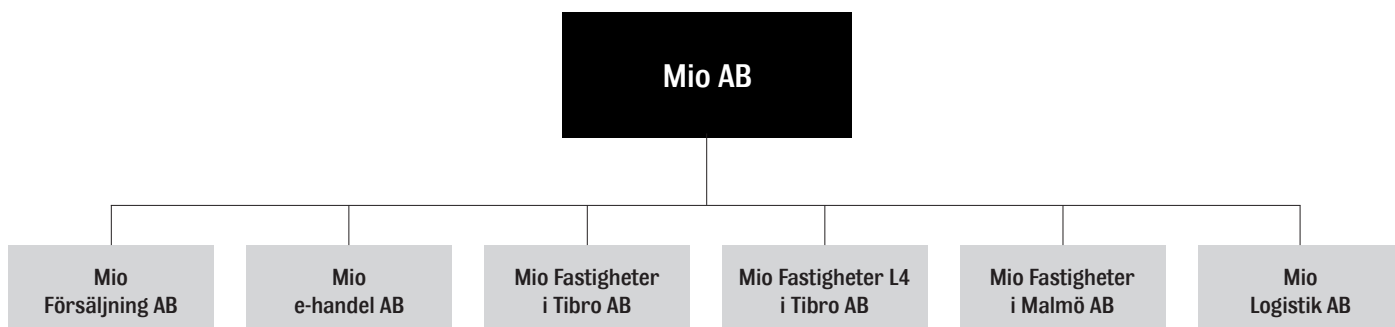 Mio AB
Mio
Försäljning AB
Mio
e-handel AB
Mio Fastigheter
i Tibro AB
Mio Fastigheter L4
i Tibro AB
Mio Fastigheter
i Malmö AB
Mio
Logistik AB